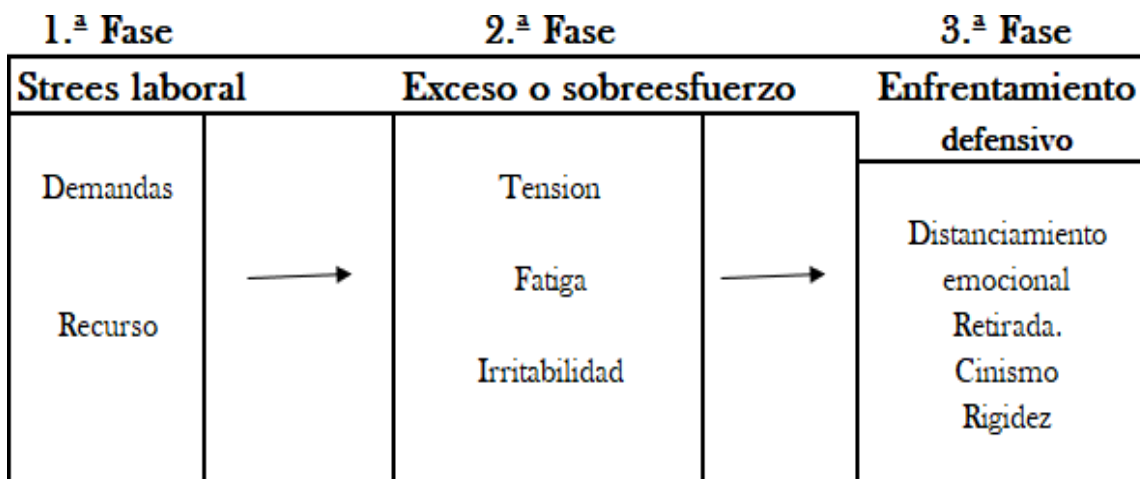 1.ª Fase 2.ª Fase 3.ª Fase
Strees laboral Exceso o sobreesfuerzo Enfrentamiento
defensivo
Demandas Tension
Distanciamiento
Fatiga emocional
Recurso Retirada.
Irritabilidad Cinismo
Rigidez